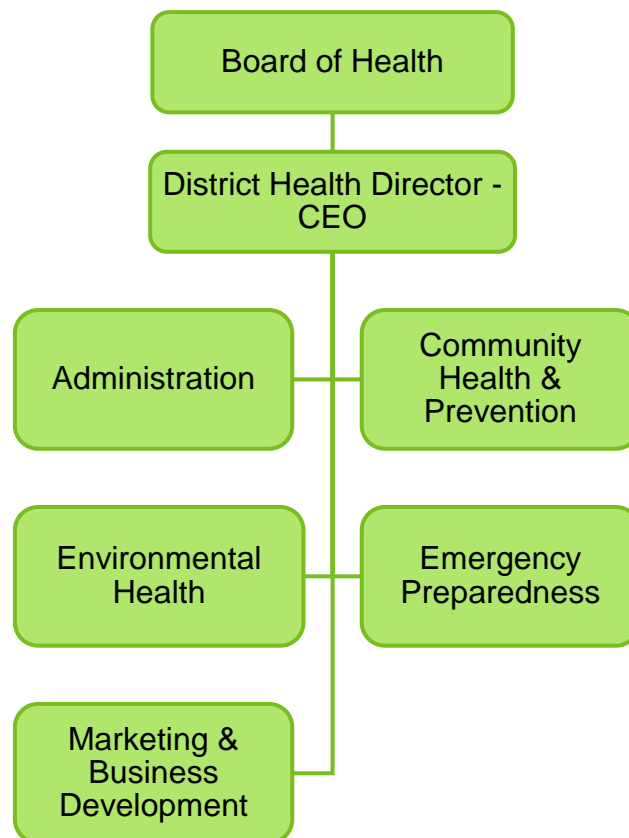 Board of Health
District Health Director -
CEO
Administration
Community
Health &
Prevention
Environmental
Health
Emergency
Preparedness
Marketing &
Business
Development